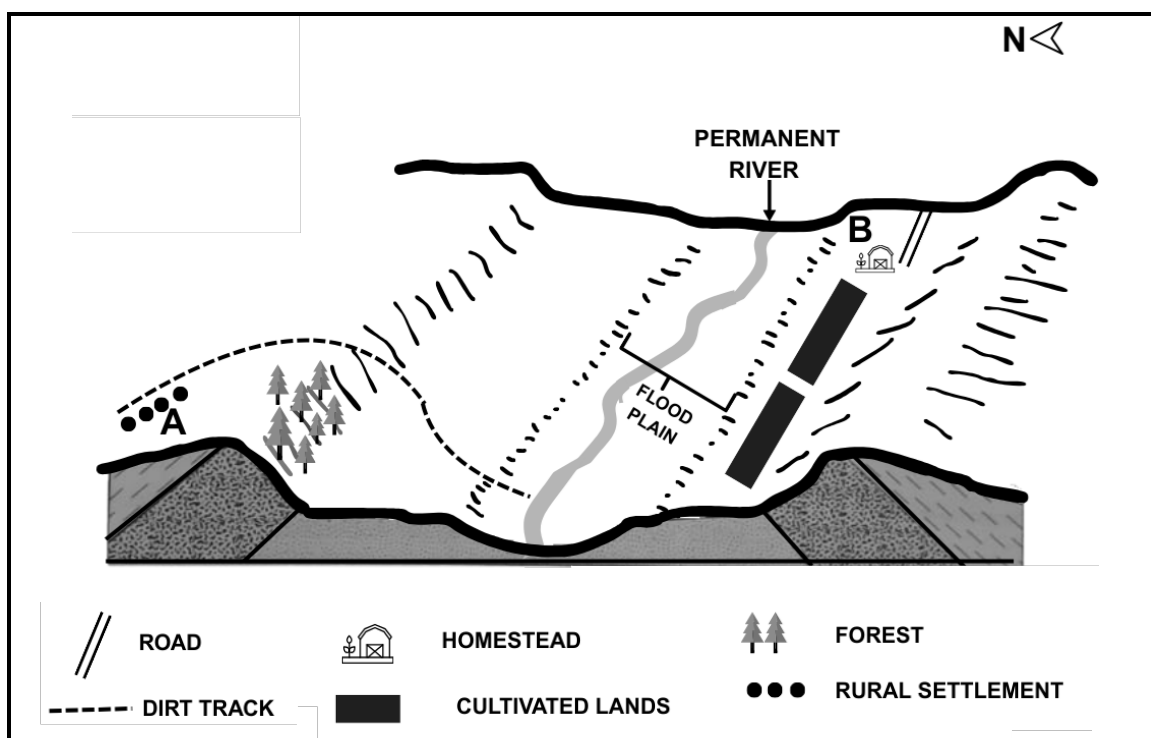 N
PERMANENT
RIVER
B
FLOOD
PLAIN
A
ROAD
HOMESTEAD
FOREST
DIRT TRACK
CULTIVATED LANDS
RURAL SETTLEMENT